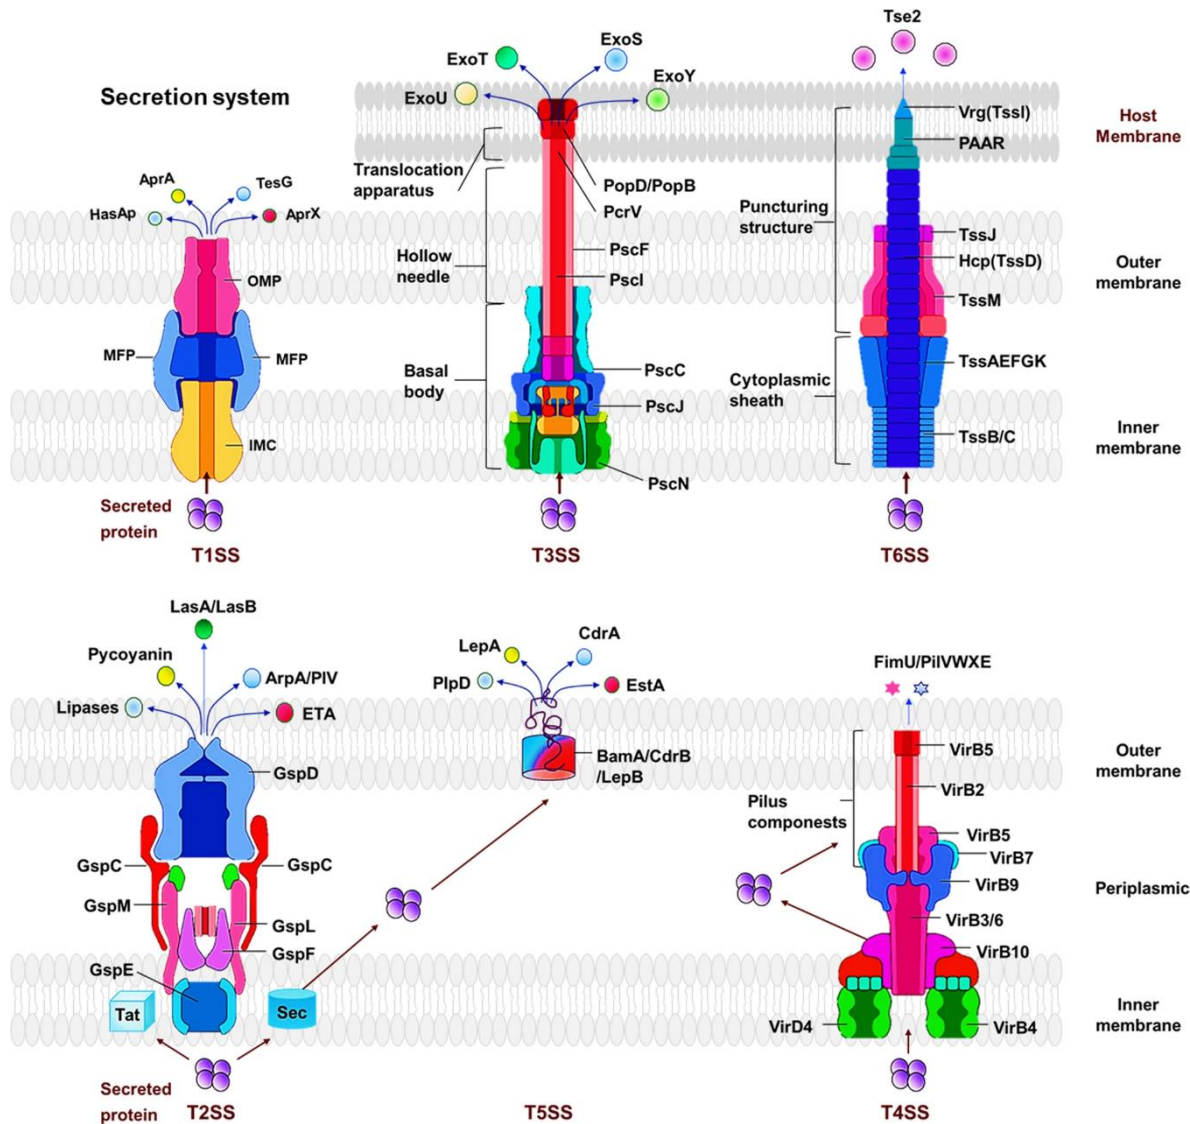 Secretion system
AprA
TesG
HasAp
AprX
OMP
MFP
MFP
IMC
Secreted
protein
T1SS
ExoT
ExoS
ExoU
ExoY
Translocation
apparatus
PopD/PopB
PcrV
Hollow
needle
PscF
PscI
Basal
body
PscC
PscJ
PscN
T3SS
Tse2
Vrg(TssI)
PAAR
Puncturing
structure
TssJ
Hcp(TssD)
TssM
Cytoplasmic
sheath
TssAEFGK
TssB/C
T6SS
Host
Membrane
Outer
membrane
Inner
membrane
LasA/LasB
Pycoyanin
ArpA/PIV
Lipases
ETA
GspD
GspC
GspC
GspM
GspL
GspF
GspE
Tat
Sec
Secreted
protein
T2SS
LepA
CdrA
PlpD
EstA
BamA/CdrB
/LepB
T5SS
FimU/PilVWXE
VirB5
VirB2
Pilus
componests
VirB5
VirB7
VirB9
VirB3/6
VirB10
VirD4
VirB4
T4SS
Outer
membrane
Periplasmic
Inner
membrane